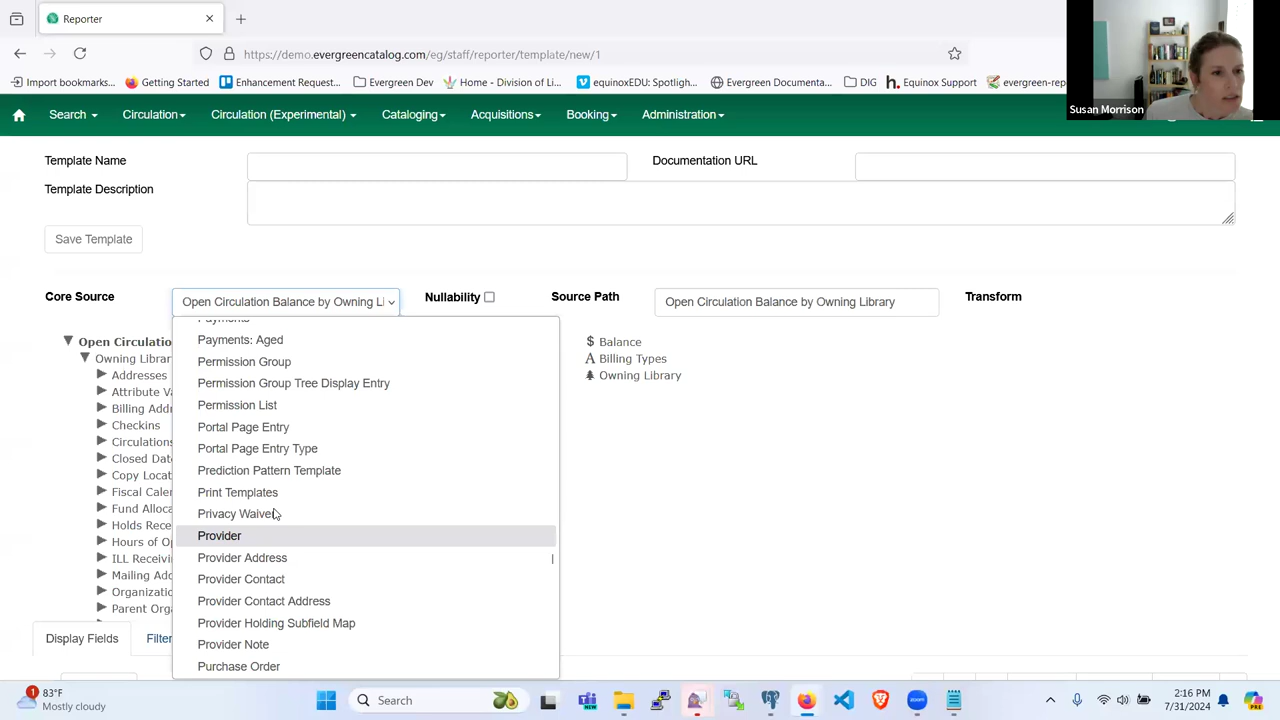 Reporter
https://demo.evergreencatalog.com/eg/staff/reporter/template/new/1
Import bookmarks...
Getting Started
Enhancement Request...
Evergreen Dev
Home - Division of Li...
equinoxEDU: Spotligh...
Evergreen Documenta...
DIG
Equinox Support
evergreen-rep
Susan Morrison
Search
Circulation
Circulation (Experimental)
Cataloging
Acquisitions
Booking
Administration
Template Name
Documentation URL
Template Description
Save Template
Core Source
Open Circulation Balance by Owning Li
Nullability
Source Path
Open Circulation Balance by Owning Library
Transform
Open Circulatio
Owning Librar
Addresses
Attribute Va
Billing Addr
Checkins
Circulations
Closed Date
Copy Locat
Fiscal Calen
Fund Alloca
Holds Rece
Hours of Op
ILL Receivin
Mailing Add
Organizatio
Parent Orga
Payments
Payments: Aged
Permission Group
Permission Group Tree Display Entry
Permission List
Portal Page Entry
Portal Page Entry Type
Prediction Pattern Template
Print Templates
Privacy Waiver
Provider
Provider Address
Provider Contact
Provider Contact Address
Provider Holding Subfield Map
Provider Note
Purchase Order
Balance
Billing Types
Owning Library
Display Fields
Filter
1
83°F
Mostly cloudy
Search
2:16 PM
7/31/2024